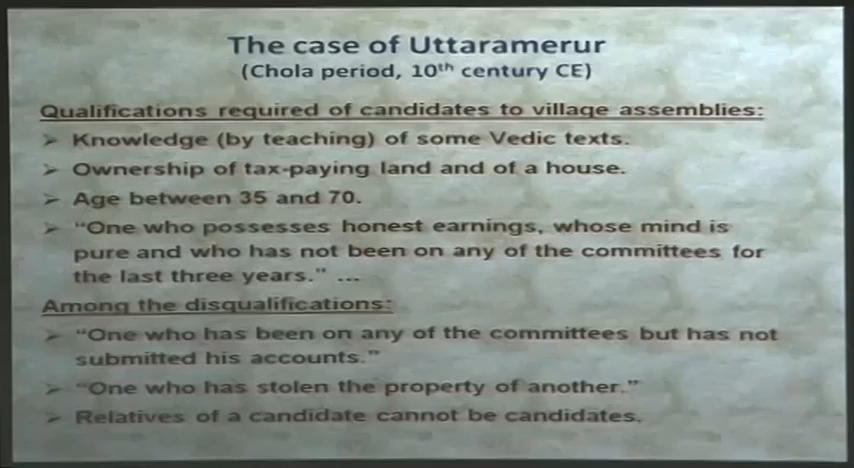 The case of Uttaramerur
(Chola period, 10th century CE)
Qualifications required of candidates to village assemblies:
➢ Knowledge (by teaching) of some Vedic texts.
➢ Ownership of tax-paying land and of a house.
➢ Age between 35 and 70.
➢ "One who possesses honest earnings, whose mind is
pure and who has not been on any of the committees for
the last three years." ...
Among the disqualifications:
➢ "One who has been on any of the committees but has not
submitted his accounts."
➢ "One who has stolen the property of another."
➢ Relatives of a candidate cannot be candidates.